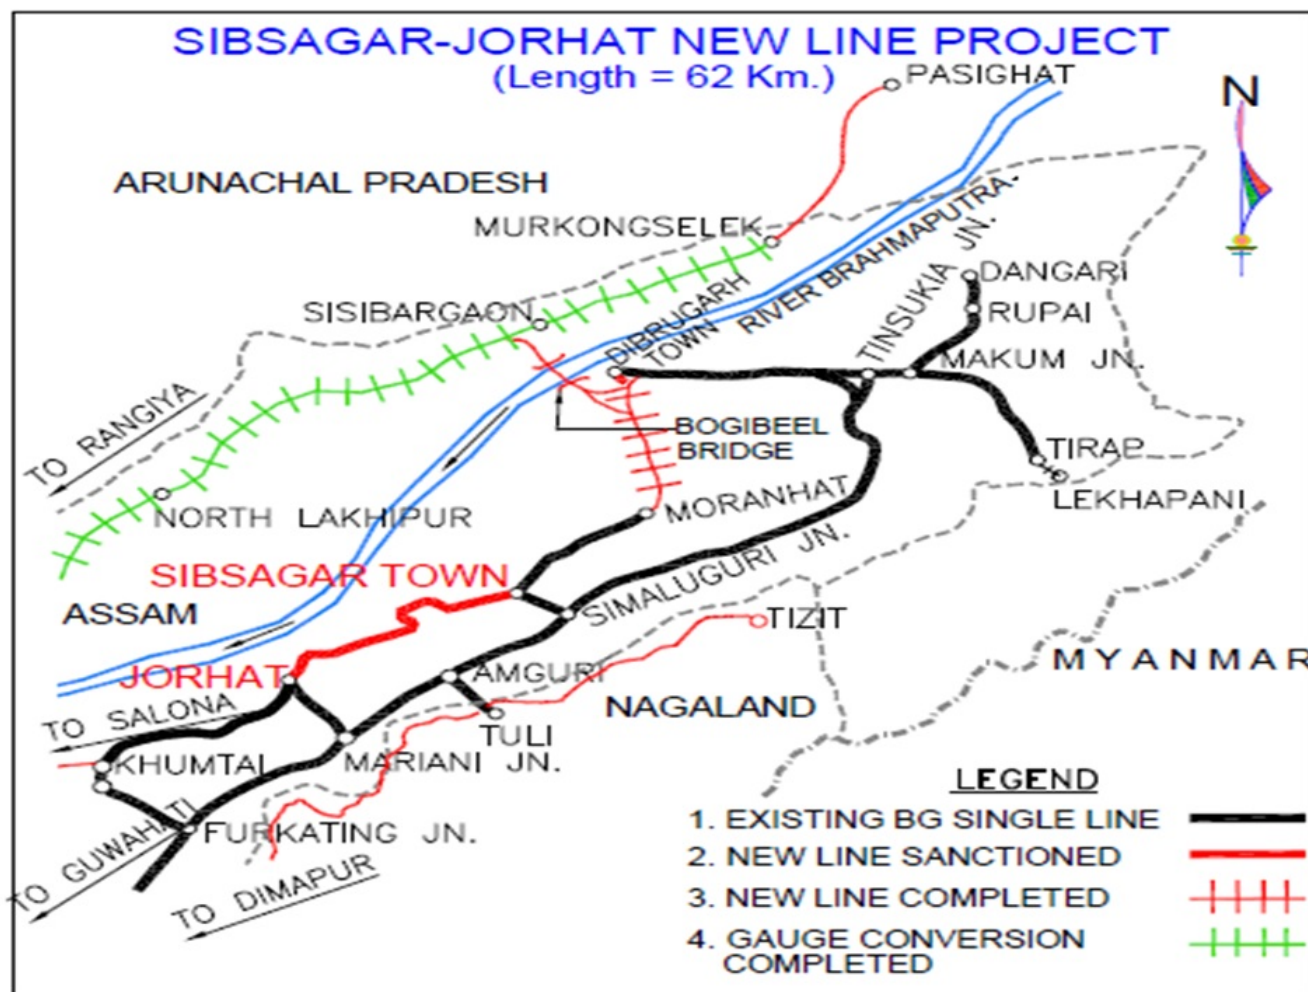 SIBSAGAR-JORHAT NEW LINE PROJECT
(Length = 62 Km.)
PASIGHAT
N
ARUNACHAL PRADESH
MURKONGSELEK
RIVER BRAHMAPUTRA
SISIBARGAON
DIBRUGARH
TOWN
TINSUKIA JN.
DANGARI
RUPAI
MAKUM JN.
TO RANGIYA
BOGIBEEL
BRIDGE
TIRAP
LEKHAPANI
NORTH LAKHIPUR
MORANHAT
SIBSAGAR TOWN
SIMALUGURI JN.
ASSAM
TIZIT
MYANMAR
JORHAT
AMGURI
NAGALAND
TO SALONA
TULI
KHUMTAI
MARIANI JN.
FURKATING JN.
TO GUWAHATI
TO DIMAPUR
LEGEND
1. EXISTING BG SINGLE LINE
2. NEW LINE SANCTIONED
3. NEW LINE COMPLETED
4. GAUGE CONVERSION
COMPLETED